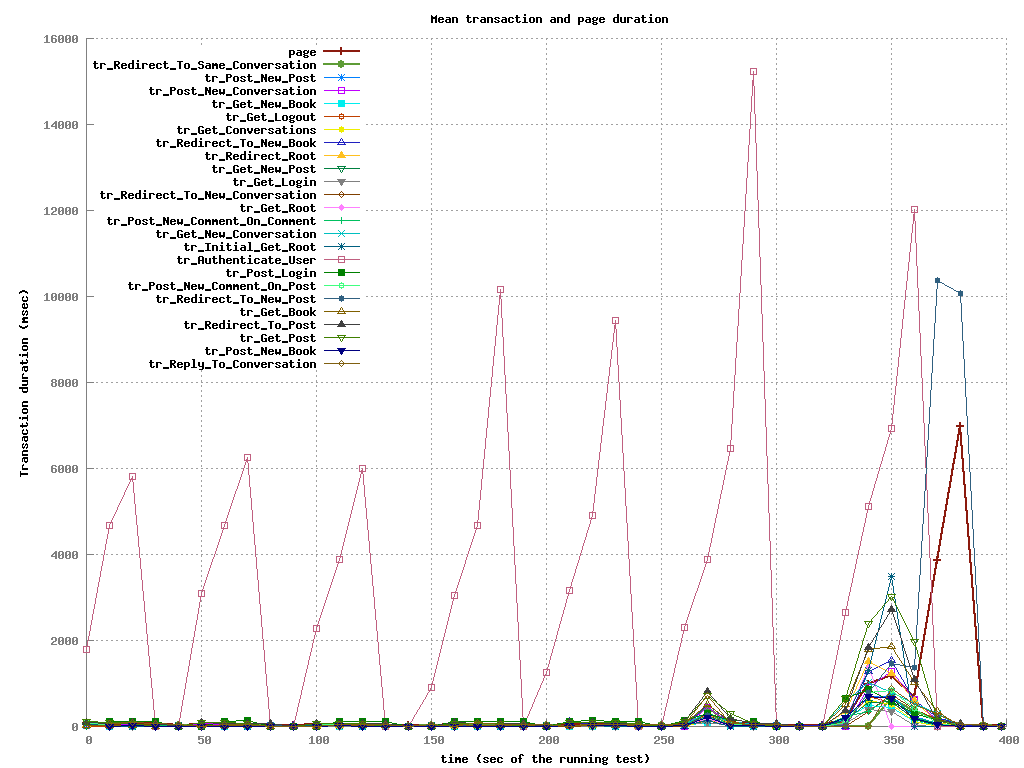 Mean transaction and page duration
16000
14000
12000
10000
8000
6000
4000
2000
0
Transaction duration (msec)
page
tr_Redirect_To_Same_Conversation
tr_Post_New_Post
tr_Post_New_Conversation
tr_Get_New_Book
tr_Get_Logout
tr_Get_Conversations
tr_Redirect_To_New_Book
tr_Redirect_Root
tr_Get_New_Post
tr_Get_Login
tr_Redirect_To_New_Conversation
tr_Get_Root
tr_Post_New_Comment_On_Comment
tr_Get_New_Conversation
tr_Initial_Get_Root
tr_Authenticate_User
tr_Post_Login
tr_Post_New_Comment_On_Post
tr_Redirect_To_New_Post
tr_Get_Book
tr_Redirect_To_Post
tr_Get_Post
tr_Post_New_Book
tr_Reply_To_Conversation
0 50 100 150 200 250 300 350 400
time (sec of the running test)